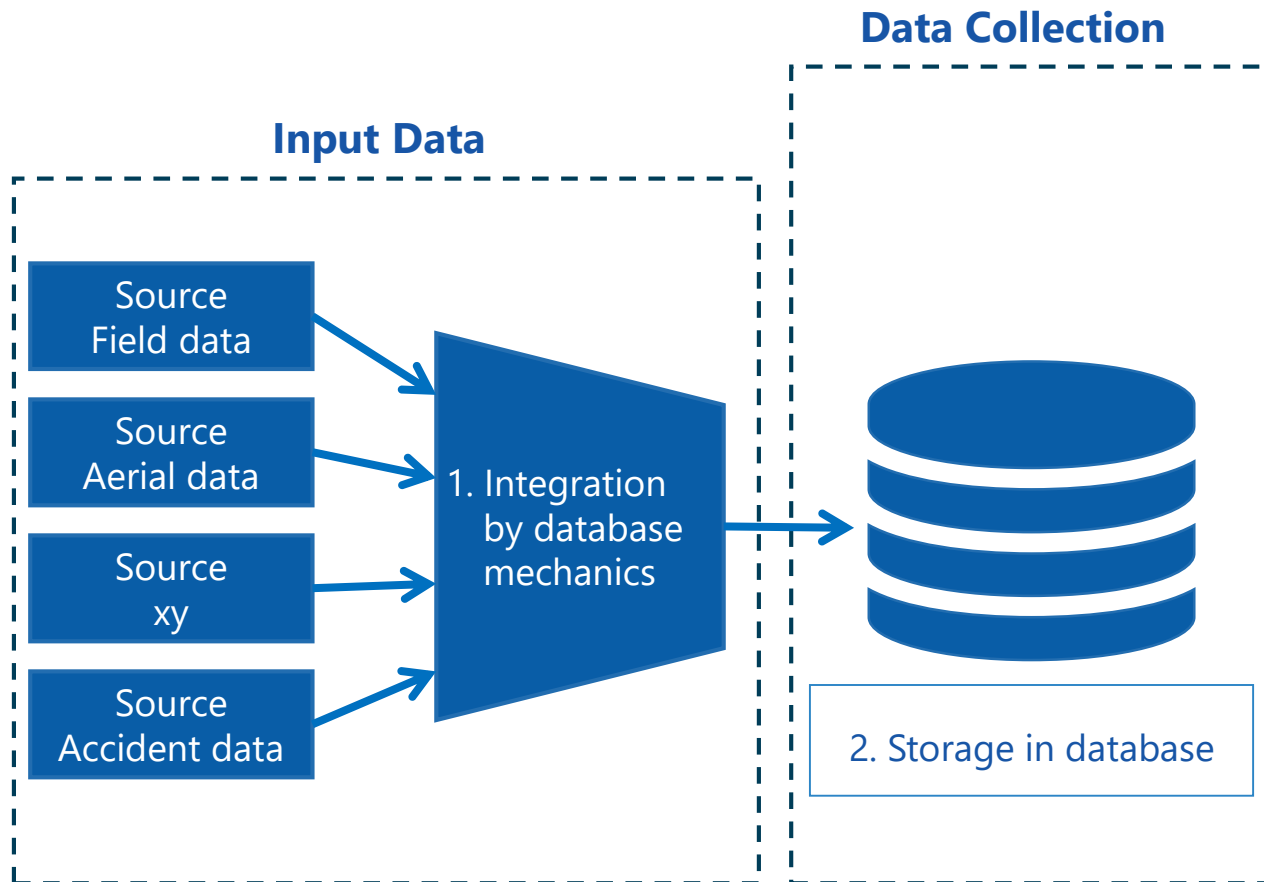 Data Collection
Input Data
Source
Field data
Source
Aerial data
Source
xy
Source
Accident data
1. Integration
by database
mechanics
2. Storage in database